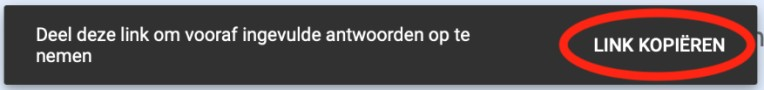 Deel deze link om vooraf ingevulde antwoorden op te
nemen
LINK KOPIËREN